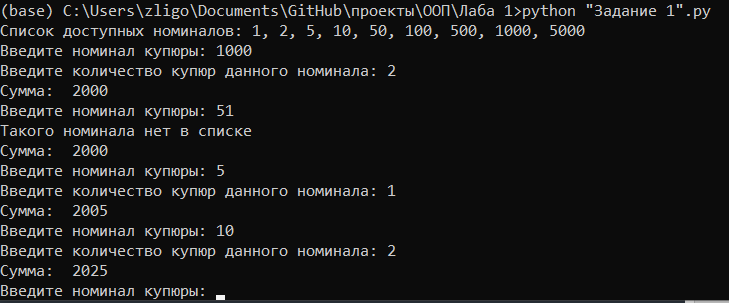 (base) C:\Users\zligo\Documents\GitHub\проекты\ООП\Лаба 1>python "Задание 1".py
Список доступных номиналов: 1, 2, 5, 10, 50, 100, 500, 1000, 5000
Введите номинал купюры: 1000
Введите количество купюр данного номинала: 2
Сумма:  2000
Введите номинал купюры: 51
Такого номинала нет в списке
Сумма:  2000
Введите номинал купюры: 5
Введите количество купюр данного номинала: 1
Сумма:  2005
Введите номинал купюры: 10
Введите количество купюр данного номинала: 2
Сумма:  2025
Введите номинал купюры: